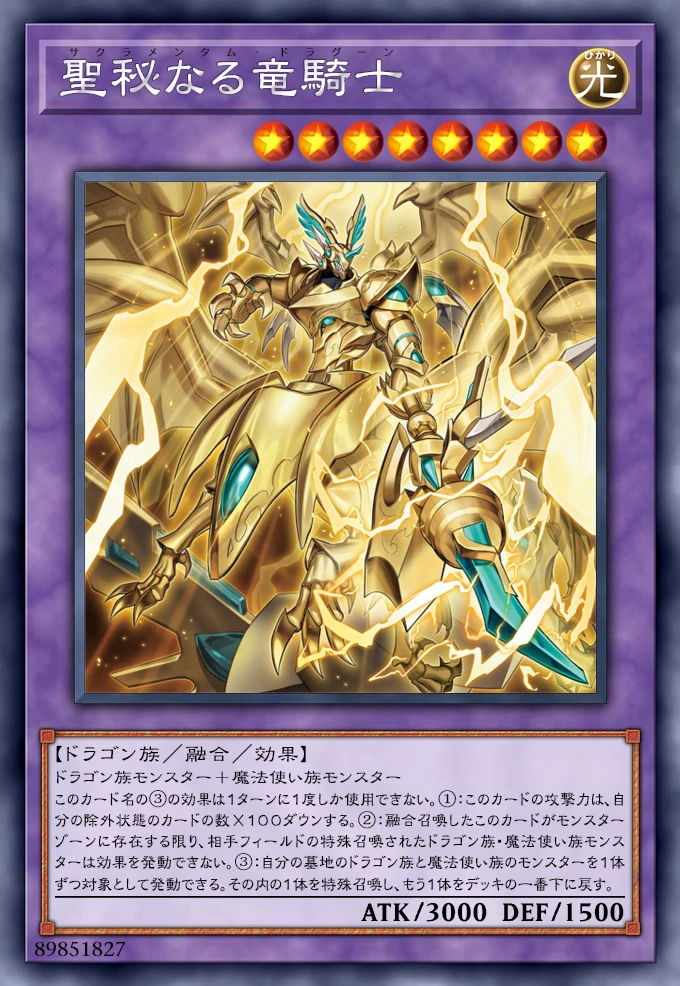 サクラメンタム・ドラグーン
聖秘なる竜騎士
ひかり
光
【ドラゴン族／融合／効果】
ドラゴン族モンスター＋魔法使い族モンスター
このカード名の③の効果は1ターンに1度しか使用できない。①：このカードの攻撃力は、自
分の除外状態のカードの数×100ダウンする。②：融合召喚したこのカードがモンスター
ゾーンに存在する限り、相手フィールドの特殊召喚されたドラゴン族・魔法使い族モンス
ターは効果を発動できない。③：自分の墓地のドラゴン族と魔法使い族のモンスターを1体
ずつ対象として発動できる。その内の1体を特殊召喚し、もう1体をデッキの一番下に戻す。
ATK/3000 DEF/1500
89851827